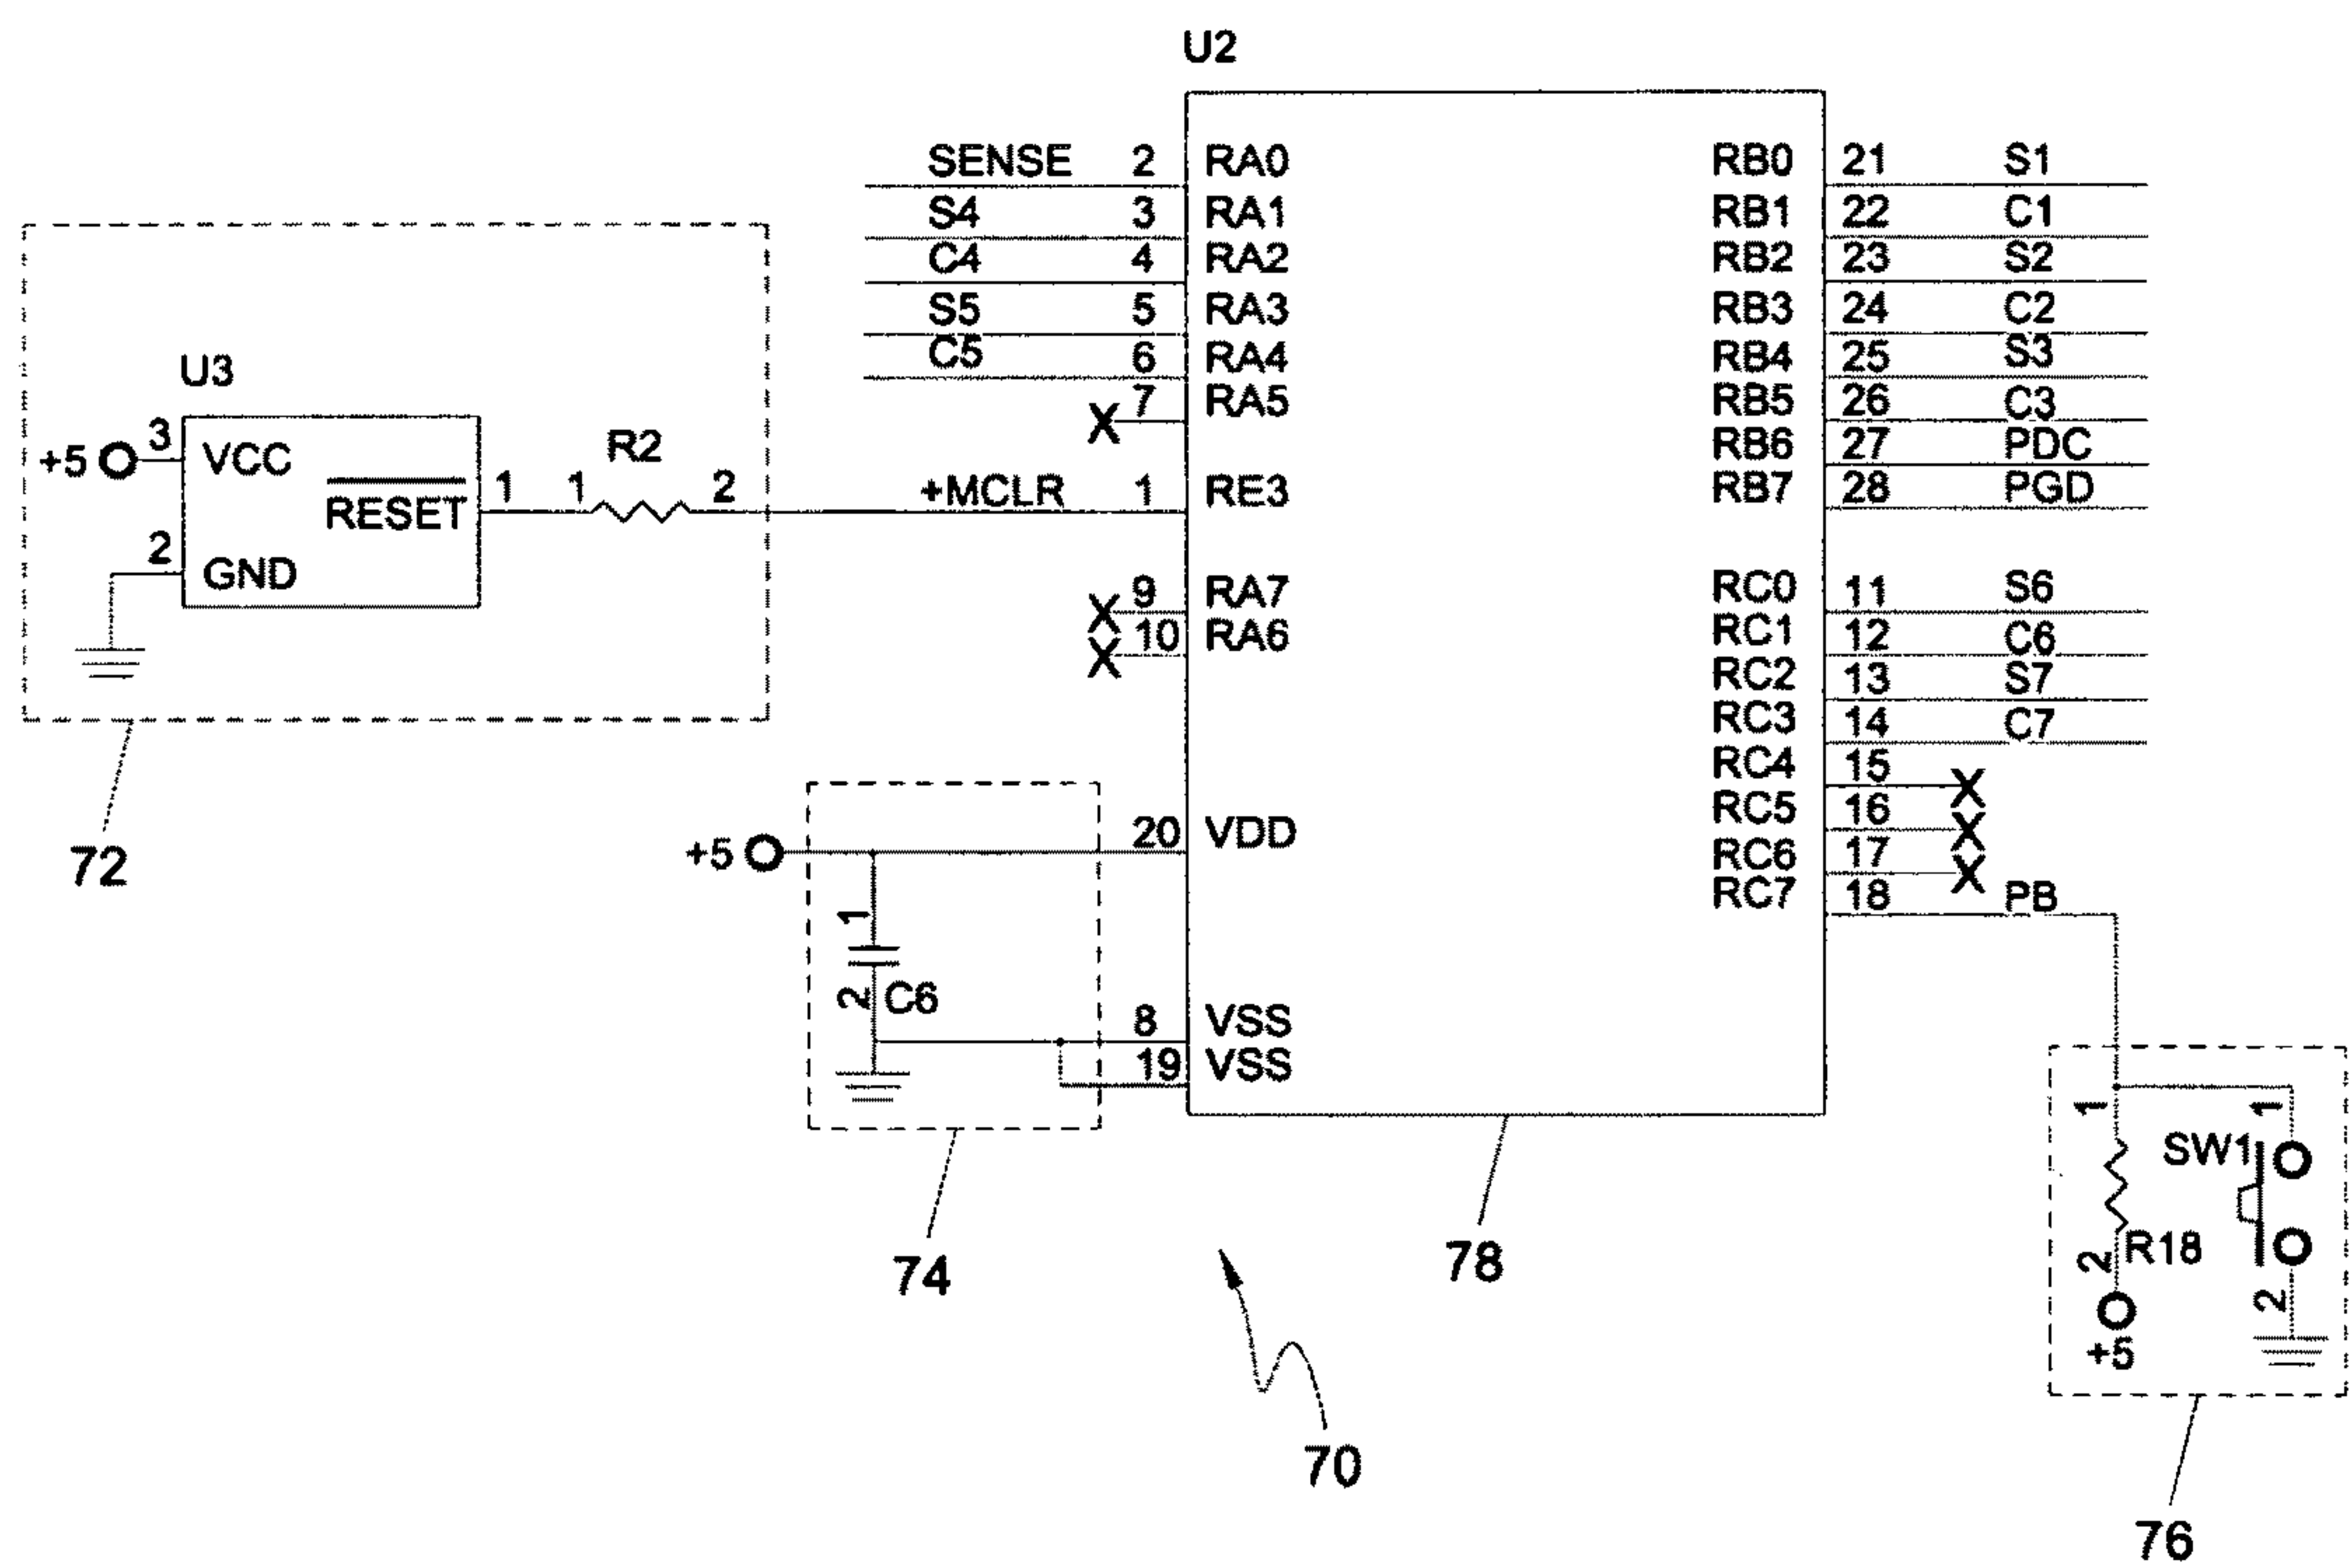 U2
SENSE 2 RA0 RB0 21 S1
S4 3 RA1 RB1 22 C1
C4 4 RA2 RB2 23 S2
S5 5 RA3 RB3 24 C2
C5 6 RA4 RB4 25 S3
X 7 RA5 RB5 26 C3
RB6 27 PDC
+MCLR 1 RE3 RB7 28 PGD
U3
+5 3 VCC
RESET 1 1 R2 2
2 GND
X 9 RA7 RC0 11 S6
X 10 RA6 RC1 12 C6
RC2 13 S7
RC3 14 C7
RC4 15 X
RC5 16 X
RC6 17 X
RC7 18 PB
+5 20 VDD
1
2 C6
8 VSS
19 VSS
72
74
78
70
1 1
SW1
R18
2 2
+5
76